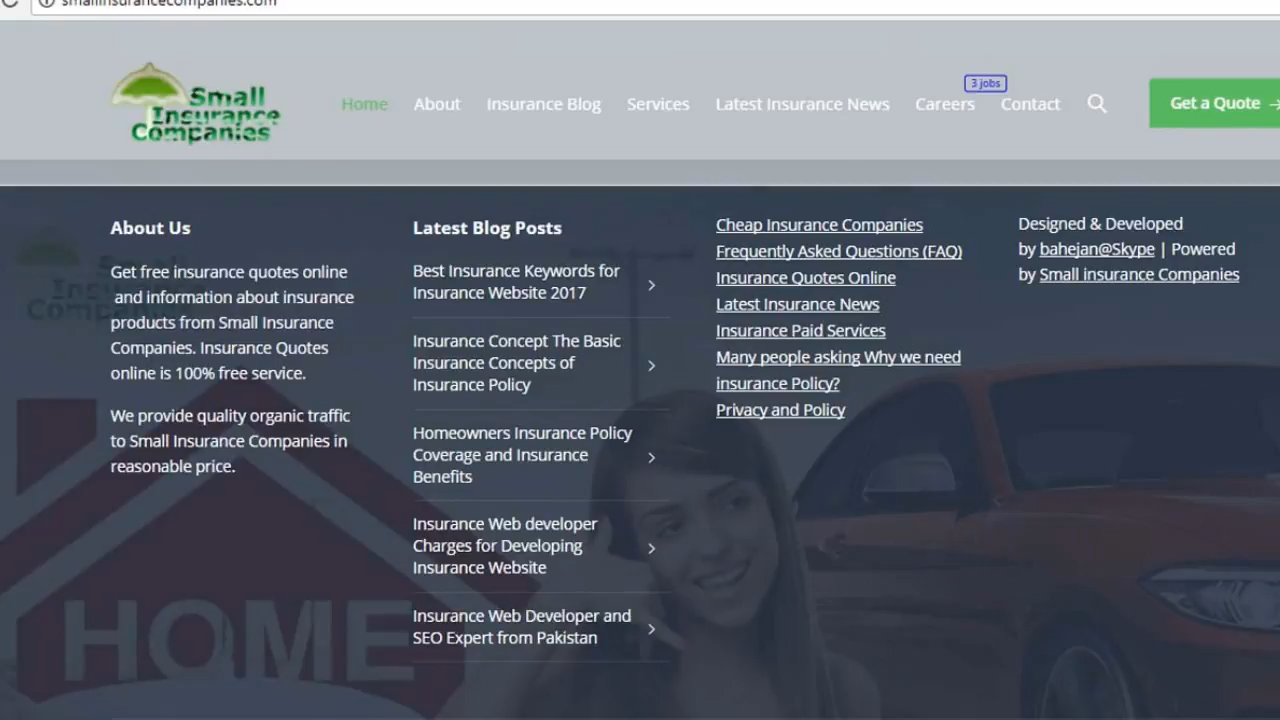 smallinsurancecompanies.com
Small
Insurance
Companies
Home
About
Insurance Blog
Services
Latest Insurance News
3 jobs
Careers
Contact
Get a Quote →
About Us
Get free insurance quotes online
and information about insurance
products from Small Insurance
Companies. Insurance Quotes
online is 100% free service.
We provide quality organic traffic
to Small Insurance Companies in
reasonable price.
Latest Blog Posts
Best Insurance Keywords for
Insurance Website 2017
Insurance Concept The Basic
Insurance Concepts of
Insurance Policy
Homeowners Insurance Policy
Coverage and Insurance
Benefits
Insurance Web developer
Charges for Developing
Insurance Website
Insurance Web Developer and
SEO Expert from Pakistan
Cheap Insurance Companies
Frequently Asked Questions (FAQ)
Insurance Quotes Online
Latest Insurance News
Insurance Paid Services
Many people asking Why we need
insurance Policy?
Privacy and Policy
Designed & Developed
by bahejan@Skype | Powered
by Small insurance Companies
Small
Insurance
Companies
HOME